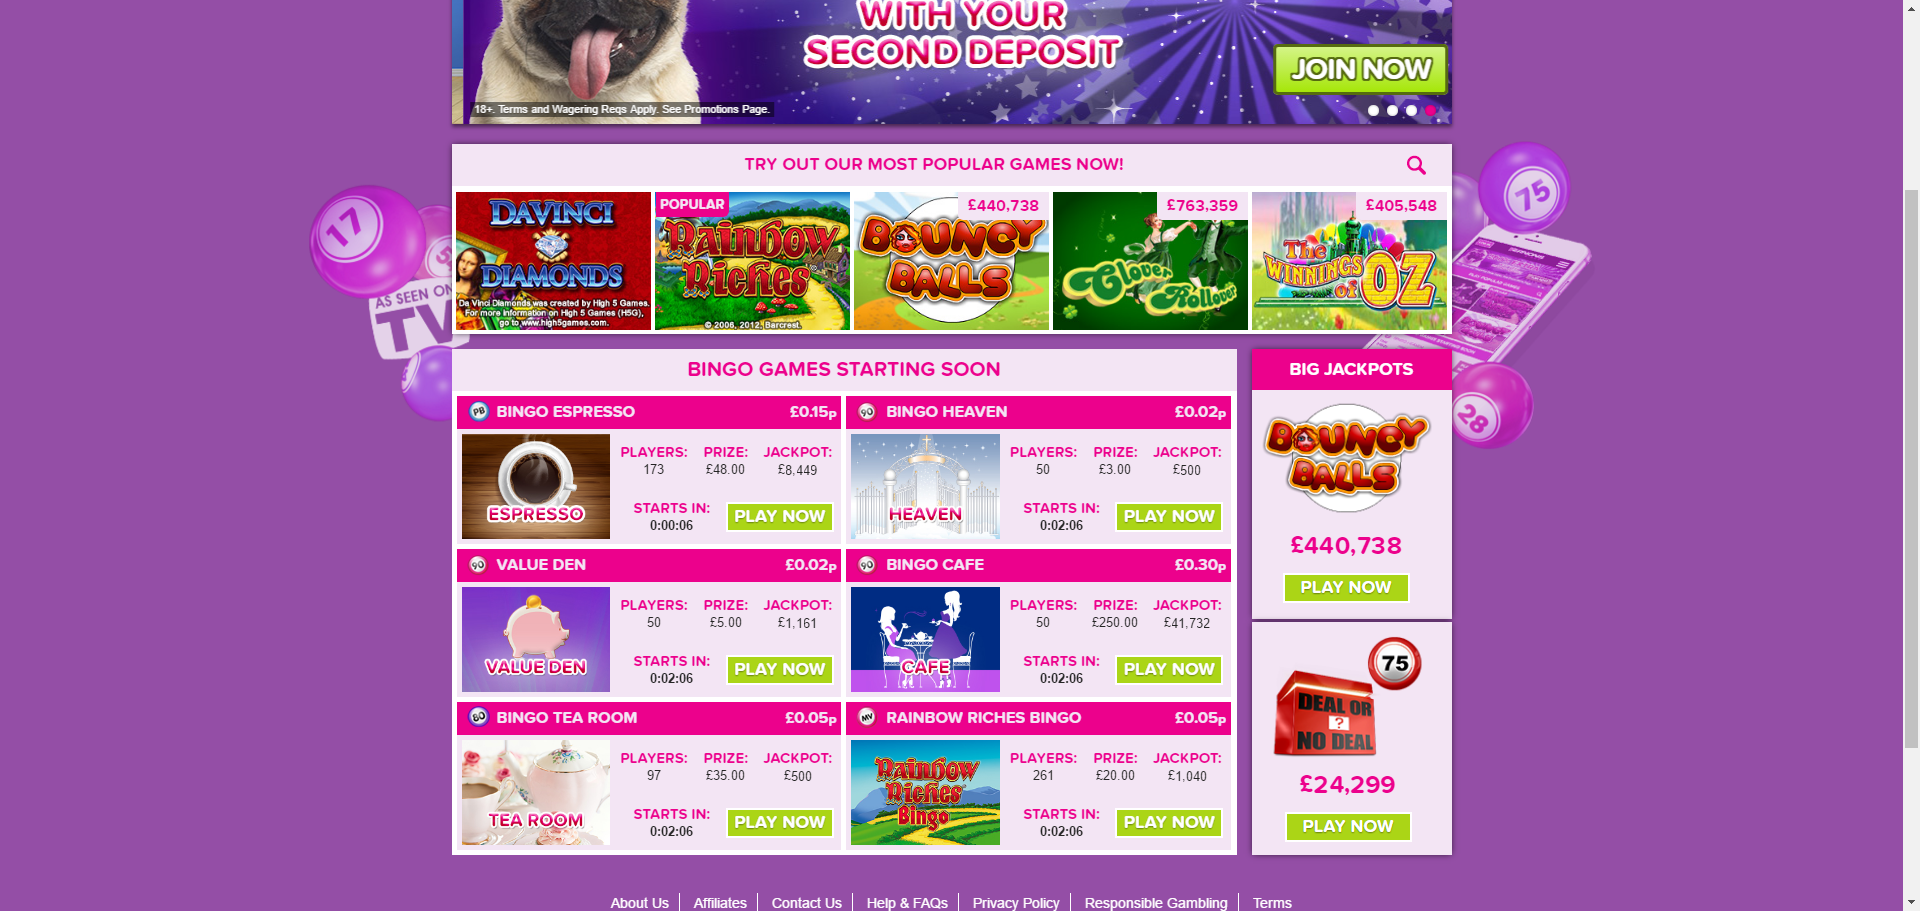 WITH YOUR
SECOND DEPOSIT
JOIN NOW
18+. Terms and Wagering Reqs Apply. See Promotions Page.
TRY OUT OUR MOST POPULAR GAMES NOW!
17
75
AS SEEN ON
TV
DAVINCI
DIAMONDS
Da Vinci Diamonds was created by High 5 Games.
For more information on High 5 Games (H5G),
go to www.high5games.com.
POPULAR
Rainbow
Riches
© 2006, 2012, Barcrest.
£440,738
BOUNCY
BALLS
£763,359
Clover
Rollover
£405,548
The
WINNINGS
of OZ
BINGO GAMES STARTING SOON
PB BINGO ESPRESSO £0.15p
ESPRESSO
PLAYERS: PRIZE: JACKPOT:
173 £48.00 £8,449
STARTS IN:
0:00:06
PLAY NOW
90 BINGO HEAVEN £0.02p
HEAVEN
PLAYERS: PRIZE: JACKPOT:
50 £3.00 £500
STARTS IN:
0:02:06
PLAY NOW
90 VALUE DEN £0.02p
VALUE DEN
PLAYERS: PRIZE: JACKPOT:
50 £5.00 £1,161
STARTS IN:
0:02:06
PLAY NOW
90 BINGO CAFE £0.30p
CAFE
PLAYERS: PRIZE: JACKPOT:
50 £250.00 £41,732
STARTS IN:
0:02:06
PLAY NOW
80 BINGO TEA ROOM £0.05p
TEA ROOM
PLAYERS: PRIZE: JACKPOT:
97 £35.00 £500
STARTS IN:
0:02:06
PLAY NOW
MV RAINBOW RICHES BINGO £0.05p
Rainbow
Riches
Bingo
PLAYERS: PRIZE: JACKPOT:
261 £20.00 £1,040
STARTS IN:
0:02:06
PLAY NOW
BIG JACKPOTS
BOUNCY
BALLS
28
£440,738
PLAY NOW
75
DEAL OR
?
NO DEAL
£24,299
PLAY NOW
About Us
Affiliates
Contact Us
Help & FAQs
Privacy Policy
Responsible Gambling
Terms